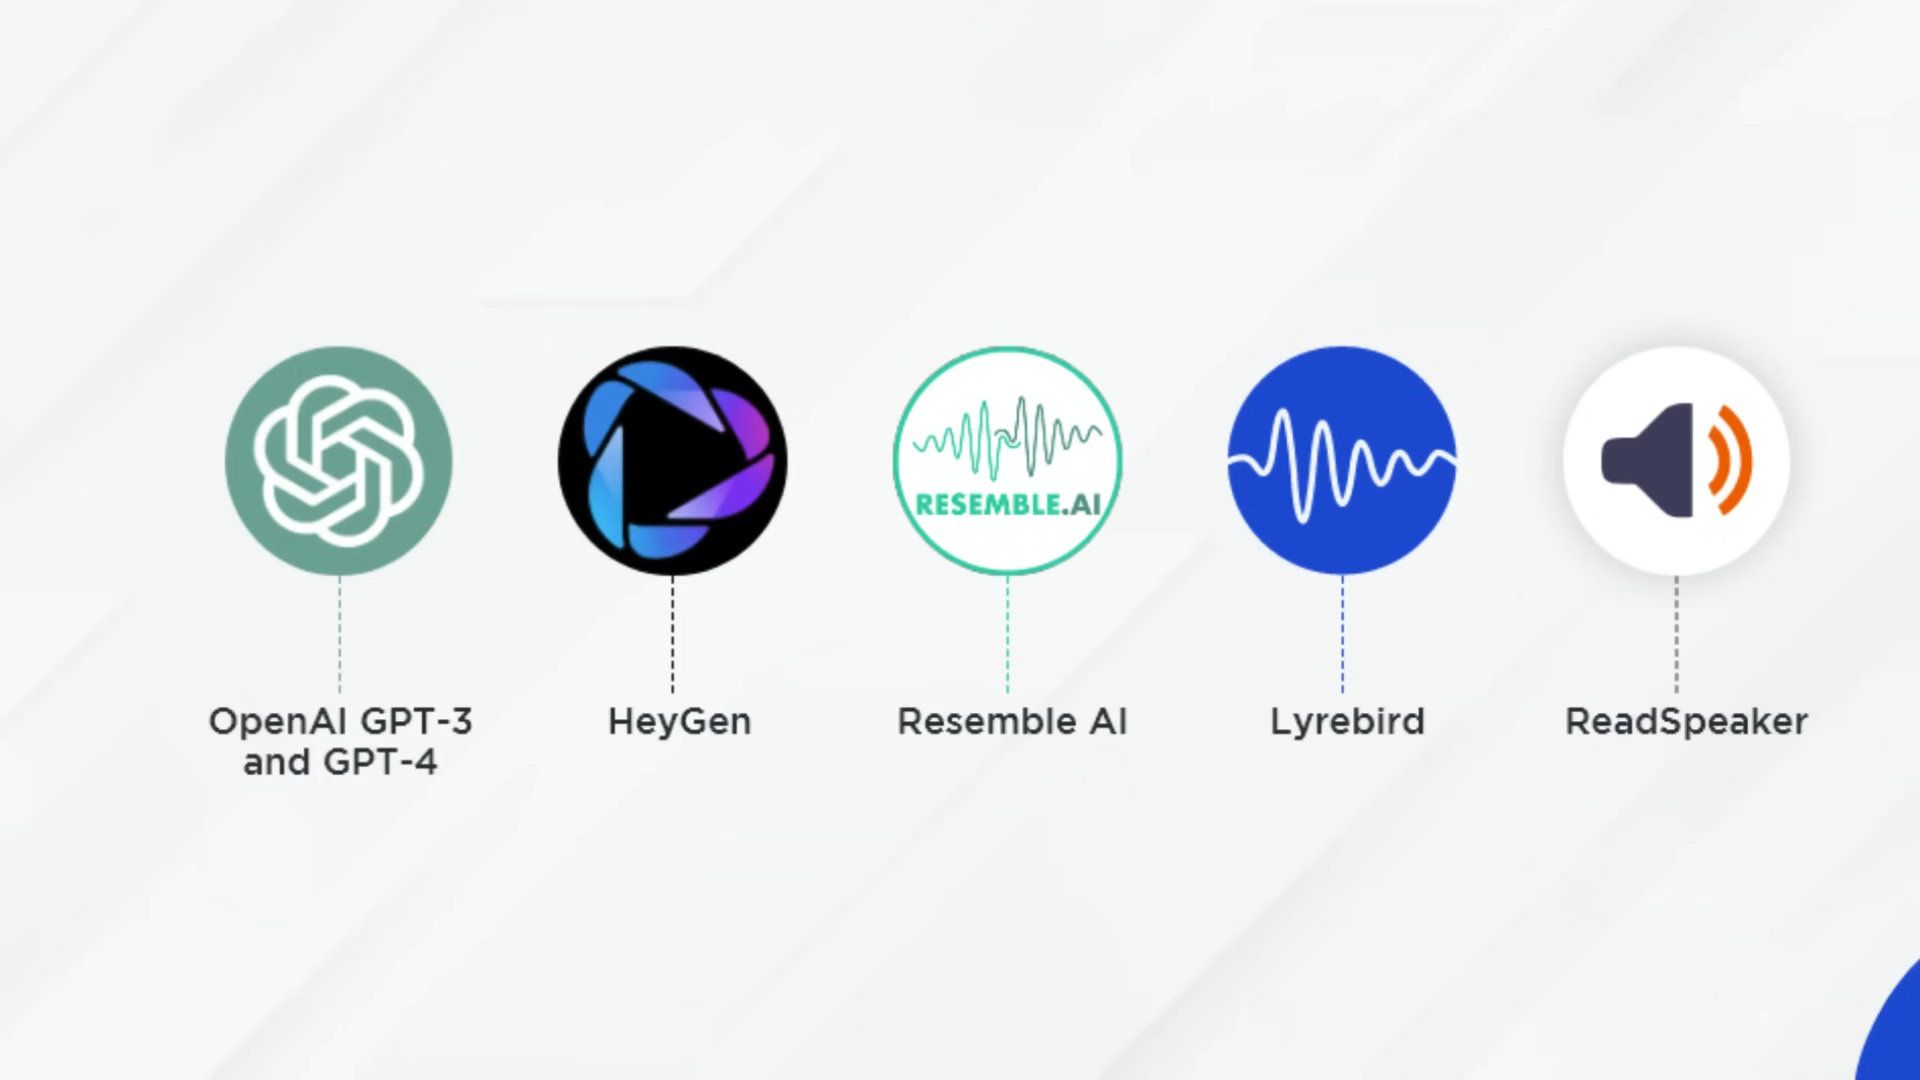 RESEMBLE.AI
OpenAI GPT-3
and GPT-4
HeyGen
Resemble AI
Lyrebird
ReadSpeaker